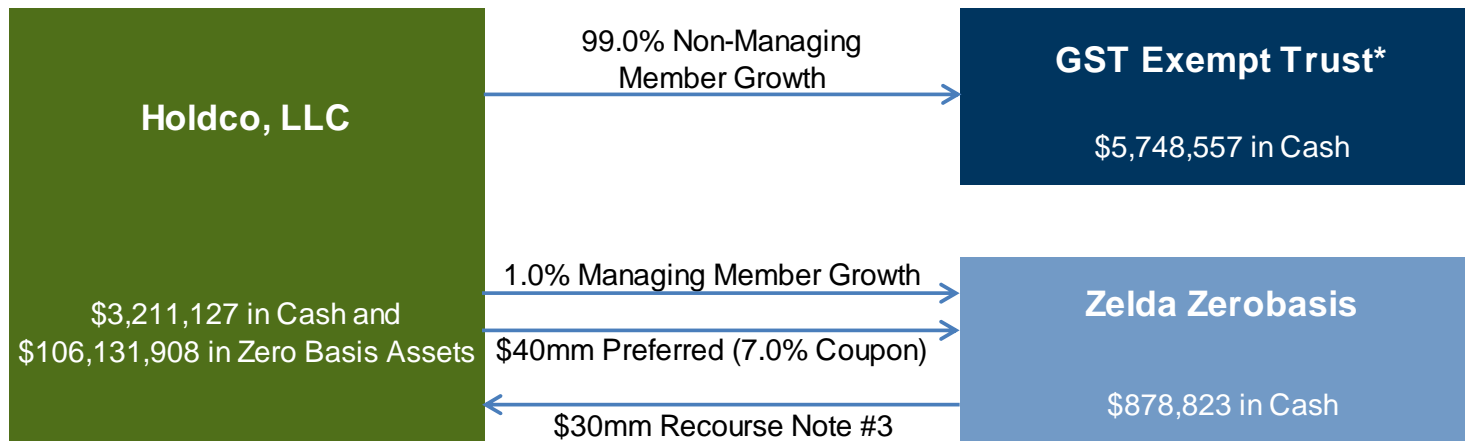 Holdco, LLC
$3,211,127 in Cash and
$106,131,908 in Zero Basis Assets
99.0% Non-Managing
Member Growth
GST Exempt Trust*
$5,748,557 in Cash
1.0% Managing Member Growth
$40mm Preferred (7.0% Coupon)
$30mm Recourse Note #3
Zelda Zerobasis
$878,823 in Cash